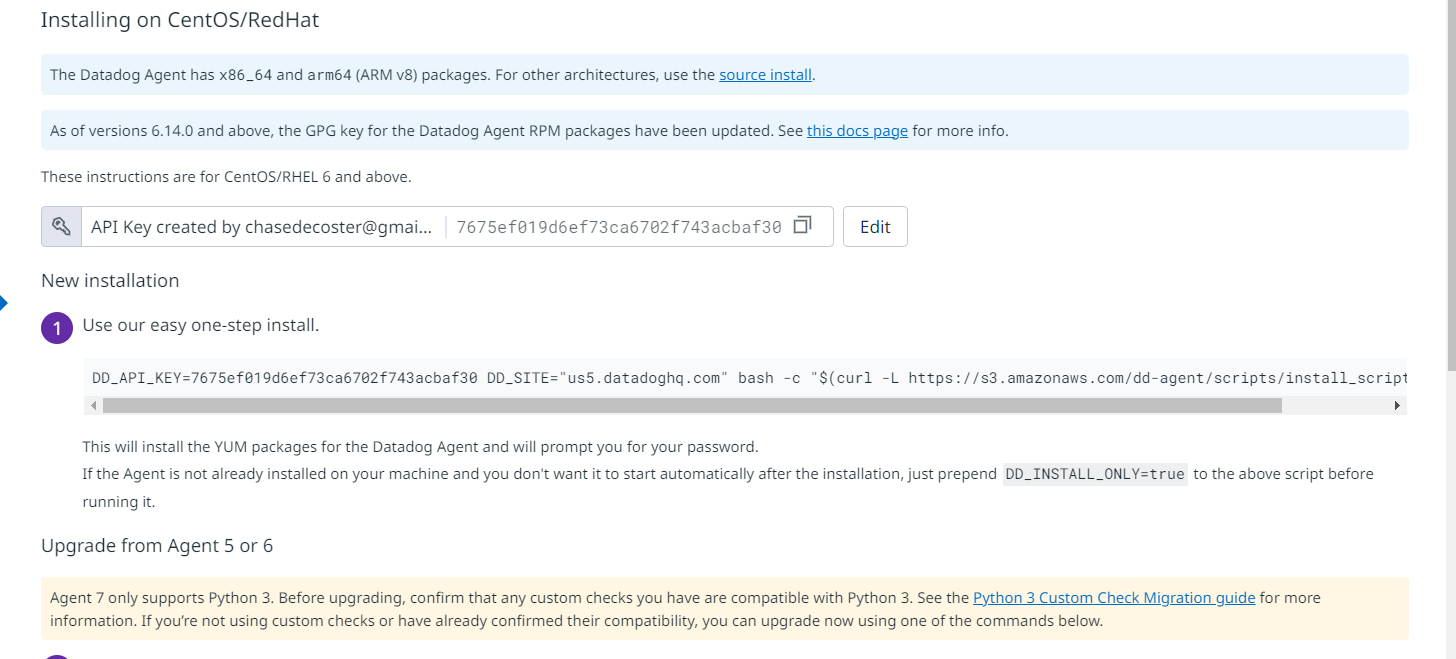 Installing on CentOS/RedHat
The Datadog Agent has x86_64 and arm64 (ARM v8) packages. For other architectures, use the source install.
As of versions 6.14.0 and above, the GPG key for the Datadog Agent RPM packages have been updated. See this docs page for more info.
These instructions are for CentOS/RHEL 6 and above.
API Key created by chasedecoster@gmai... 7675ef019d6ef73ca6702f743acbaf30 Edit
New installation
1 Use our easy one-step install.
DD_API_KEY=7675ef019d6ef73ca6702f743acbaf30 DD_SITE="us5.datadoghq.com" bash -c "$(curl -L https://s3.amazonaws.com/dd-agent/scripts/install_script
This will install the YUM packages for the Datadog Agent and will prompt you for your password.
If the Agent is not already installed on your machine and you don't want it to start automatically after the installation, just prepend DD_INSTALL_ONLY=true to the above script before
running it.
Upgrade from Agent 5 or 6
Agent 7 only supports Python 3. Before upgrading, confirm that any custom checks you have are compatible with Python 3. See the Python 3 Custom Check Migration guide for more
information. If you’re not using custom checks or have already confirmed their compatibility, you can upgrade now using one of the commands below.